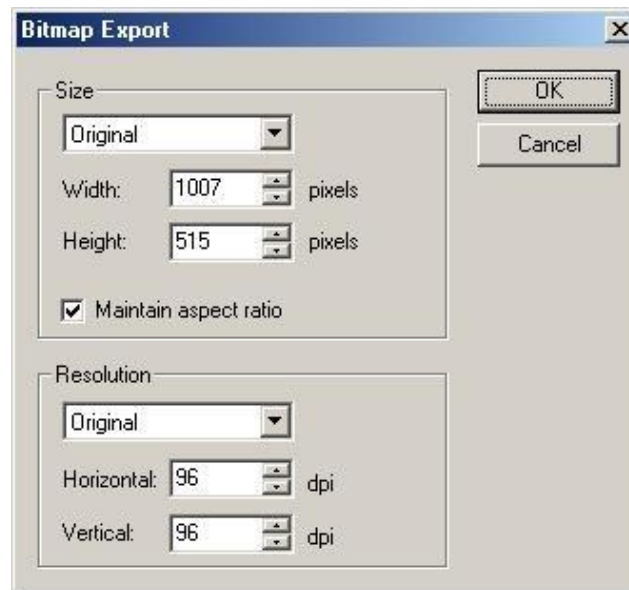 Bitmap Export
Size
OK
Original
Cancel
Width: 1007 pixels
Height: 515 pixels
Maintain aspect ratio
Resolution
Original
Horizontal: 96 dpi
Vertical: 96 dpi